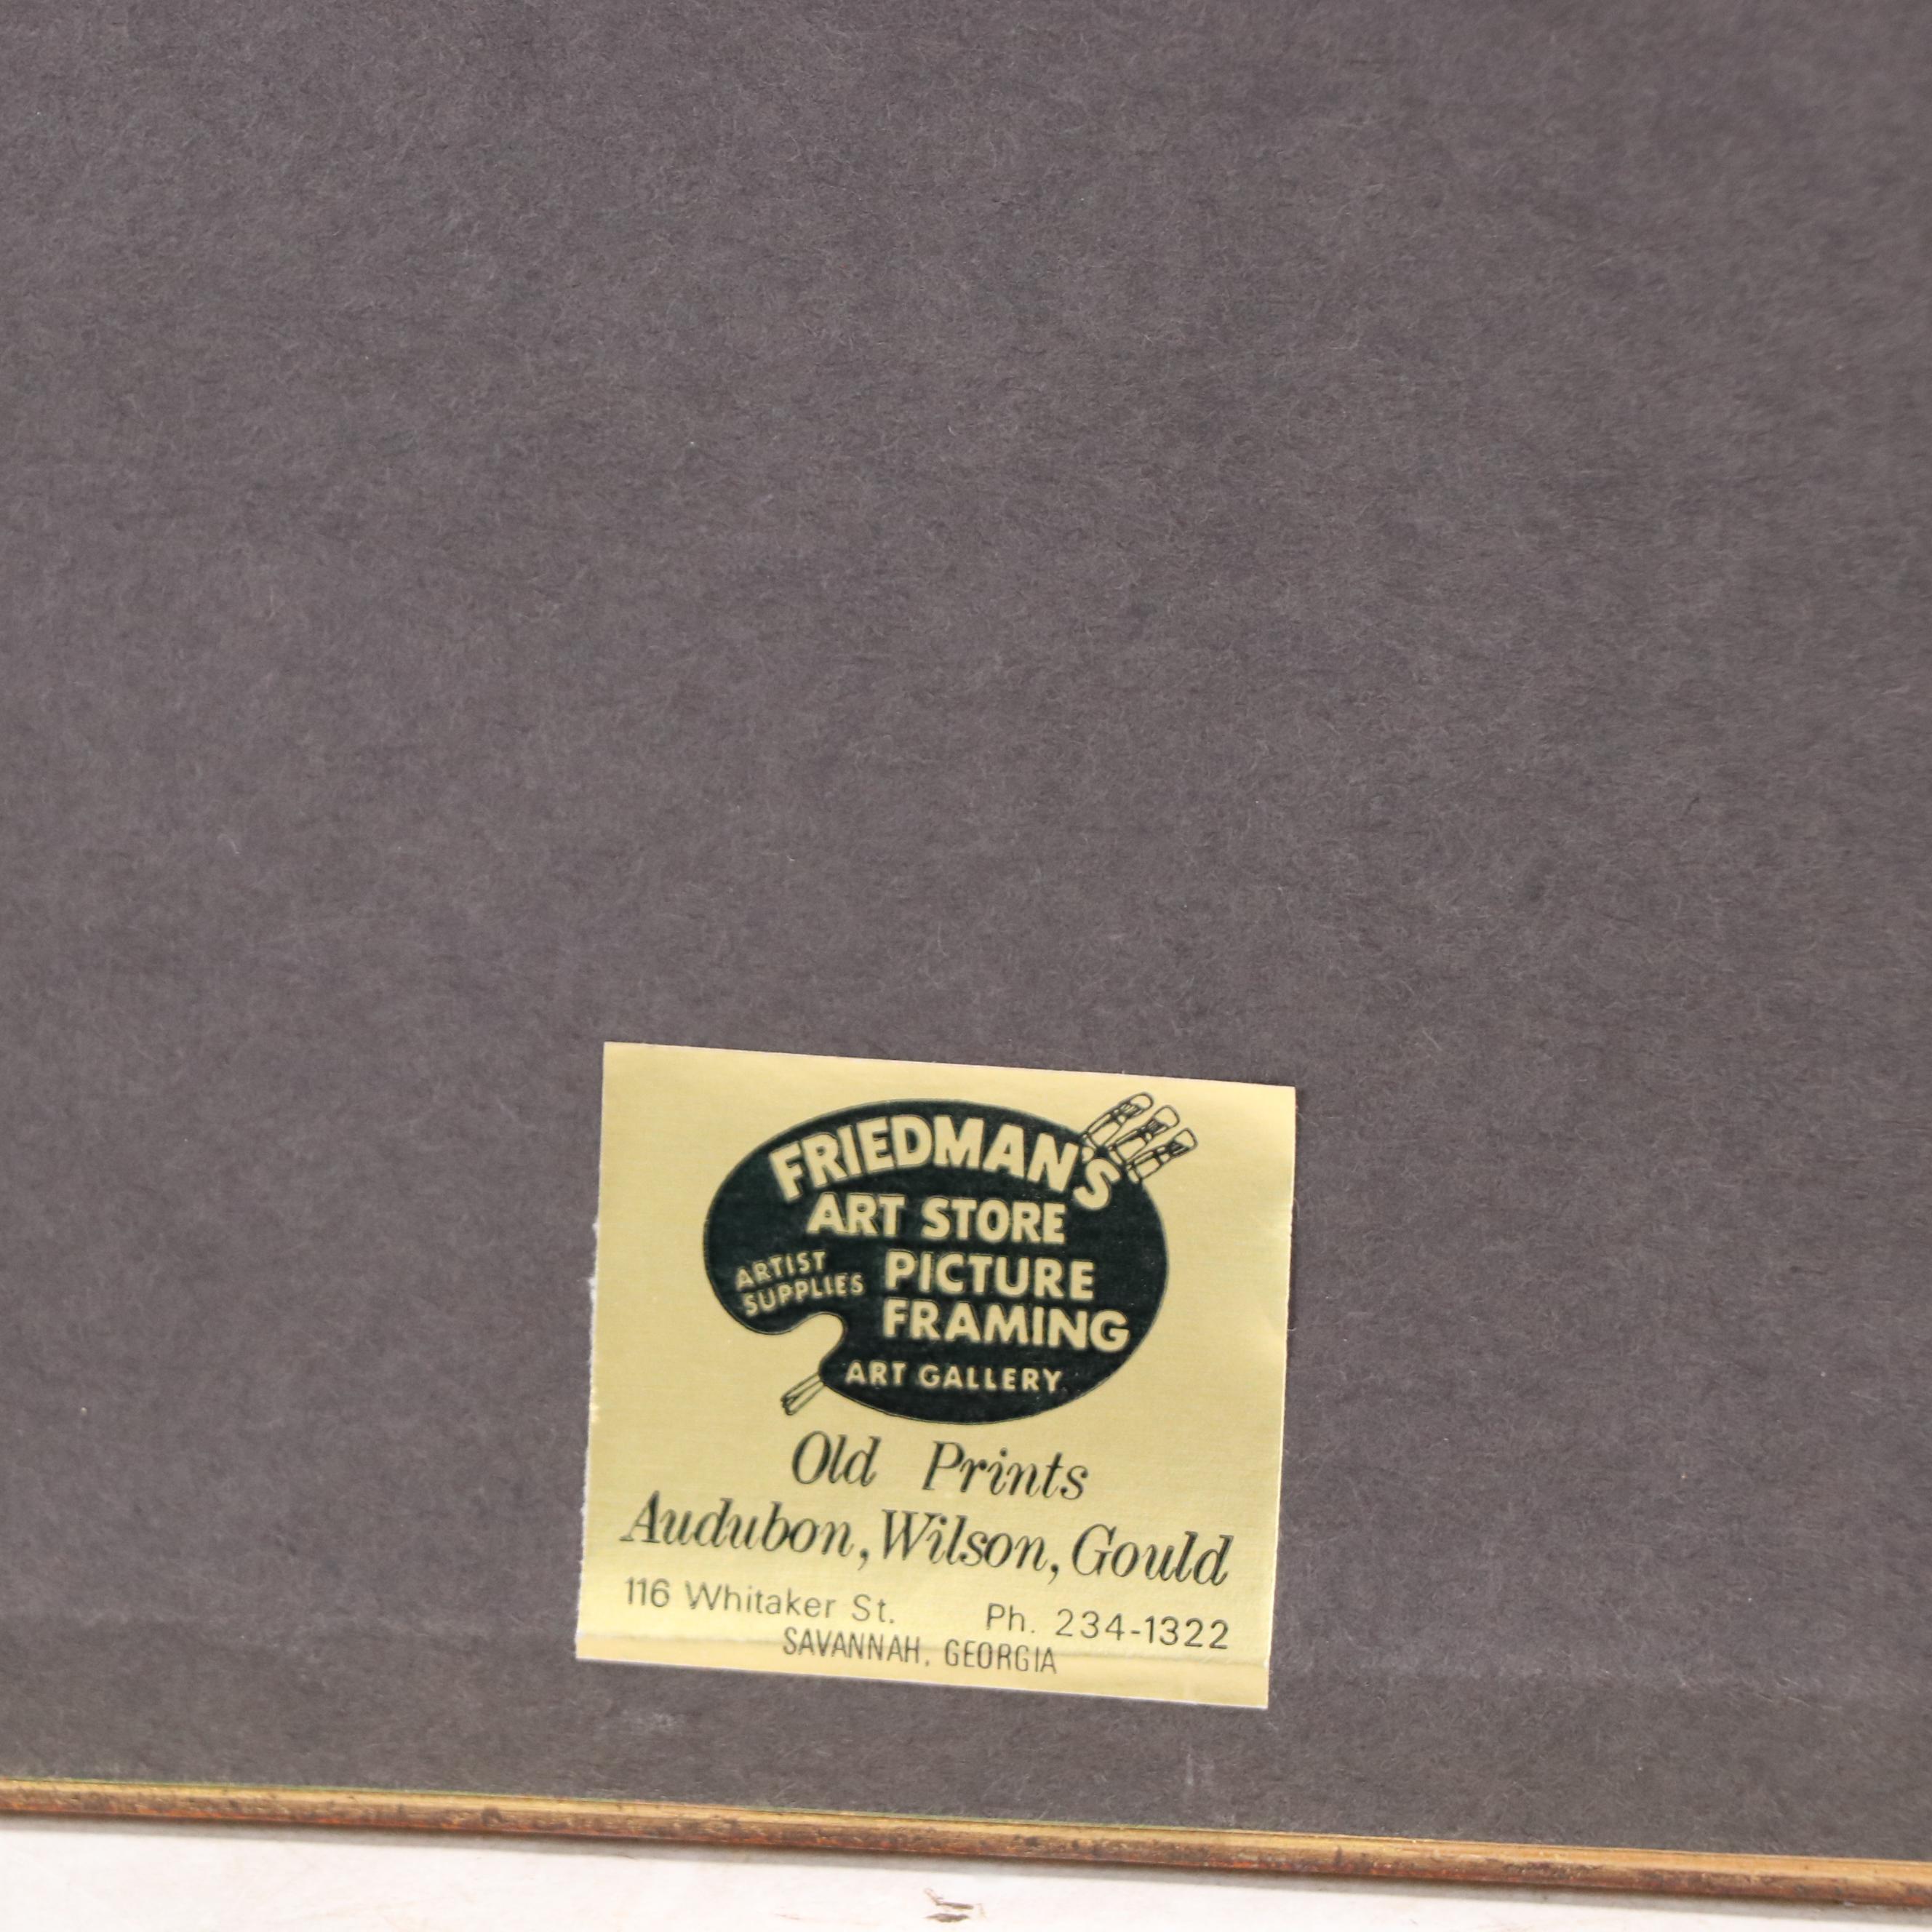 FRIEDMAN'S
ART STORE
ARTIST
SUPPLIES
PICTURE
FRAMING
ART GALLERY
Old Prints
Audubon, Wilson, Gould
116 Whitaker St. Ph. 234-1322
SAVANNAH, GEORGIA